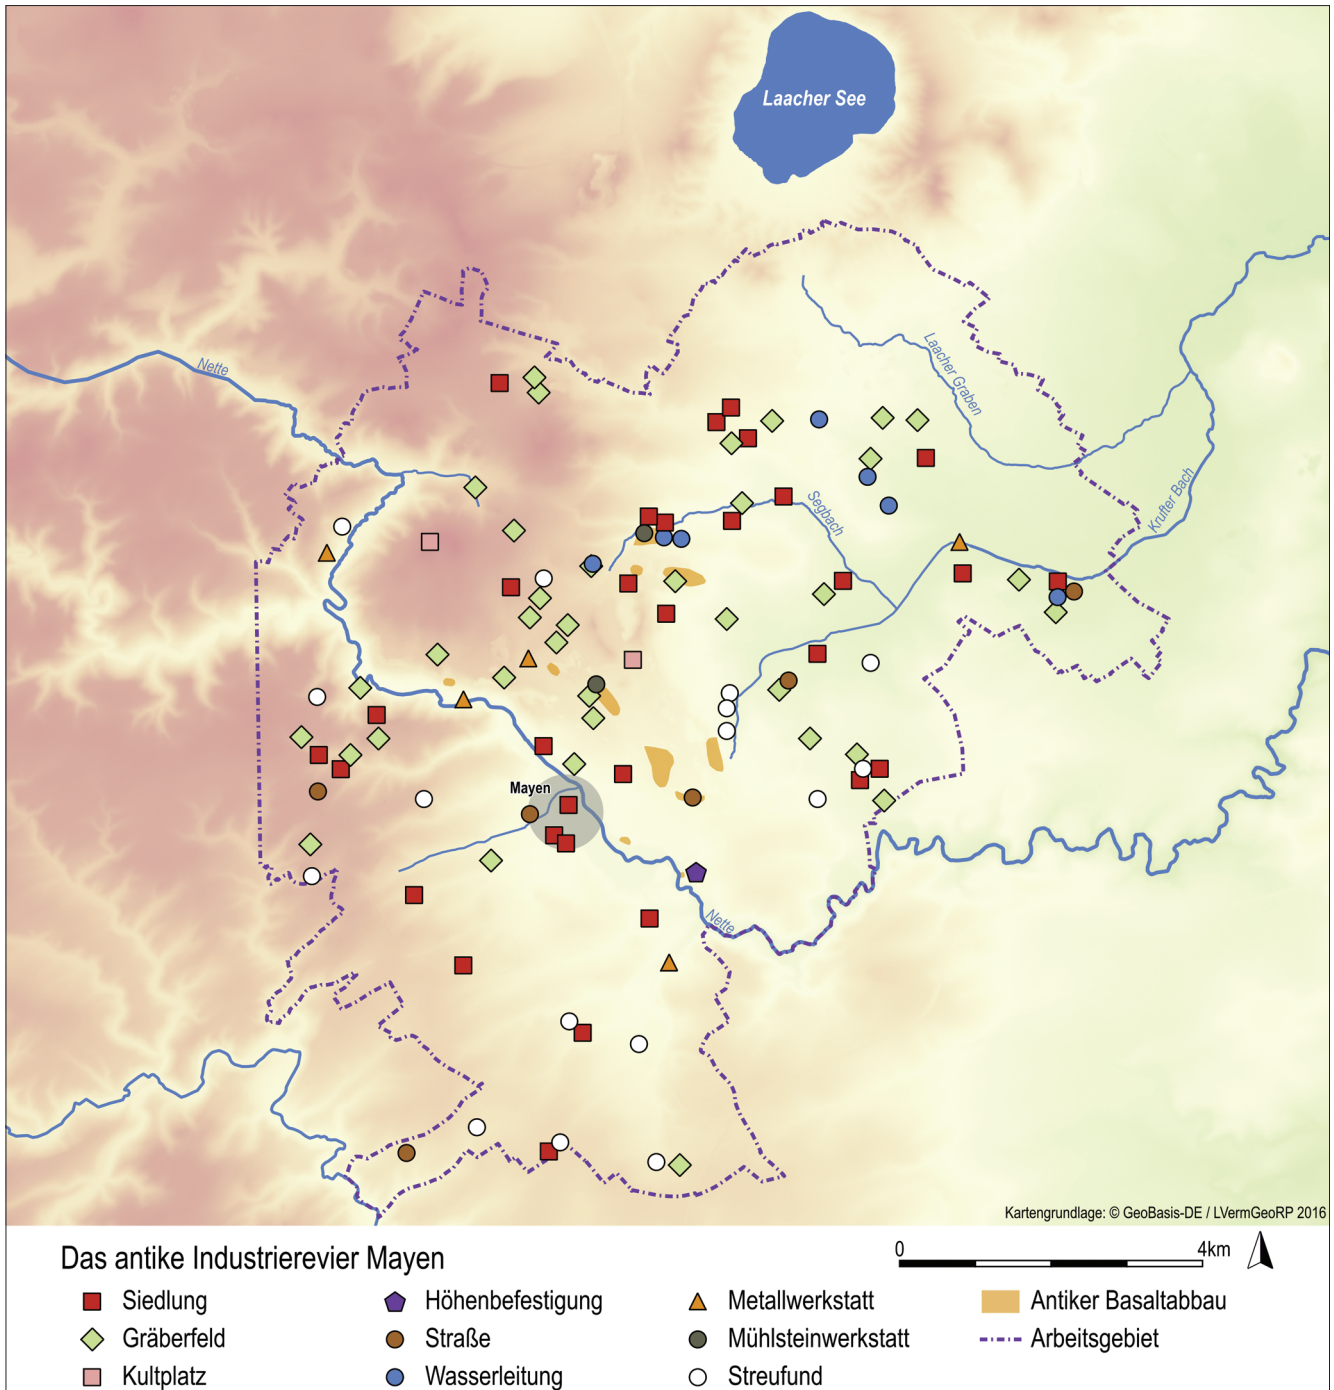 Laacher See
Nette
Laacher Graben
Segbach
Krufter Bach
Mayen
Nette
Kartengrundlage: © GeoBasis-DE / LVermGeoRP 2016
Das antike Industrierevier Mayen
0 4km
Siedlung
Gräberfeld
Kultplatz
Höhenbefestigung
Straße
Wasserleitung
Metallwerkstatt
Mühlsteinwerkstatt
Streufund
Antiker Basaltabbau
Arbeitsgebiet